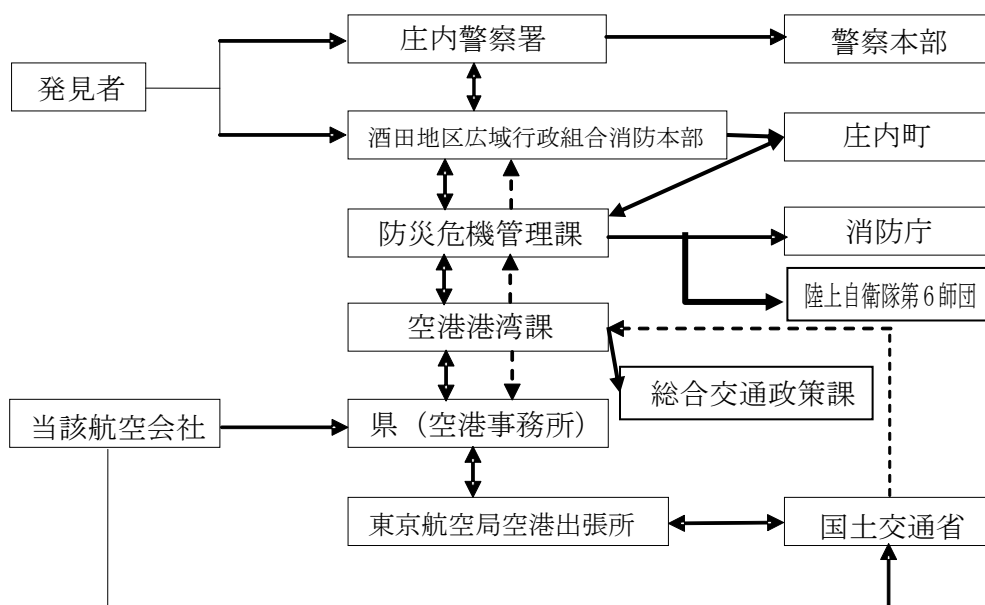 庄内警察署
警察本部
発見者
酒田地区広域行政組合消防本部
庄内町
防災危機管理課
消防庁
陸上自衛隊第６師団
空港港湾課
総合交通政策課
当該航空会社
県（空港事務所）
東京航空局空港出張所
国土交通省